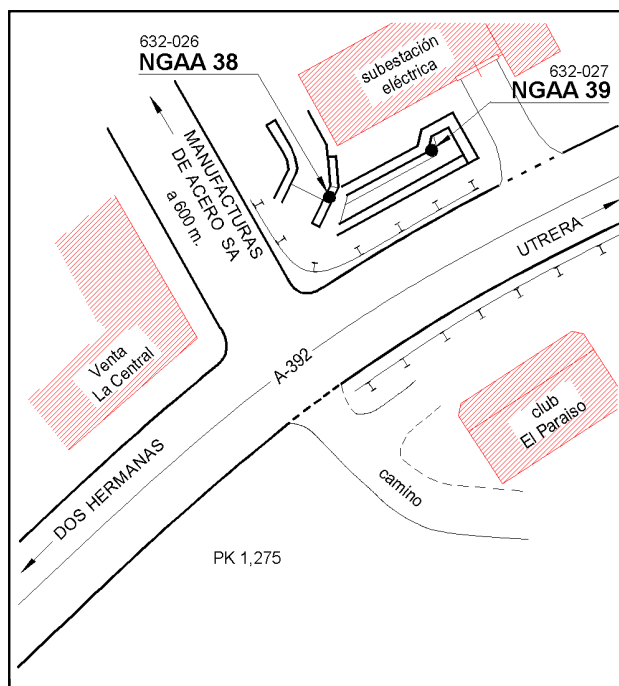 632-026
NGAA 38
subestación
eléctrica
632-027
NGAA 39
MANUFACTURAS
DE ACERO SA
a 600 m.
UTRERA
Venta
La Central
A-392
club
El Paraiso
camino
DOS HERMANAS
PK 1,275